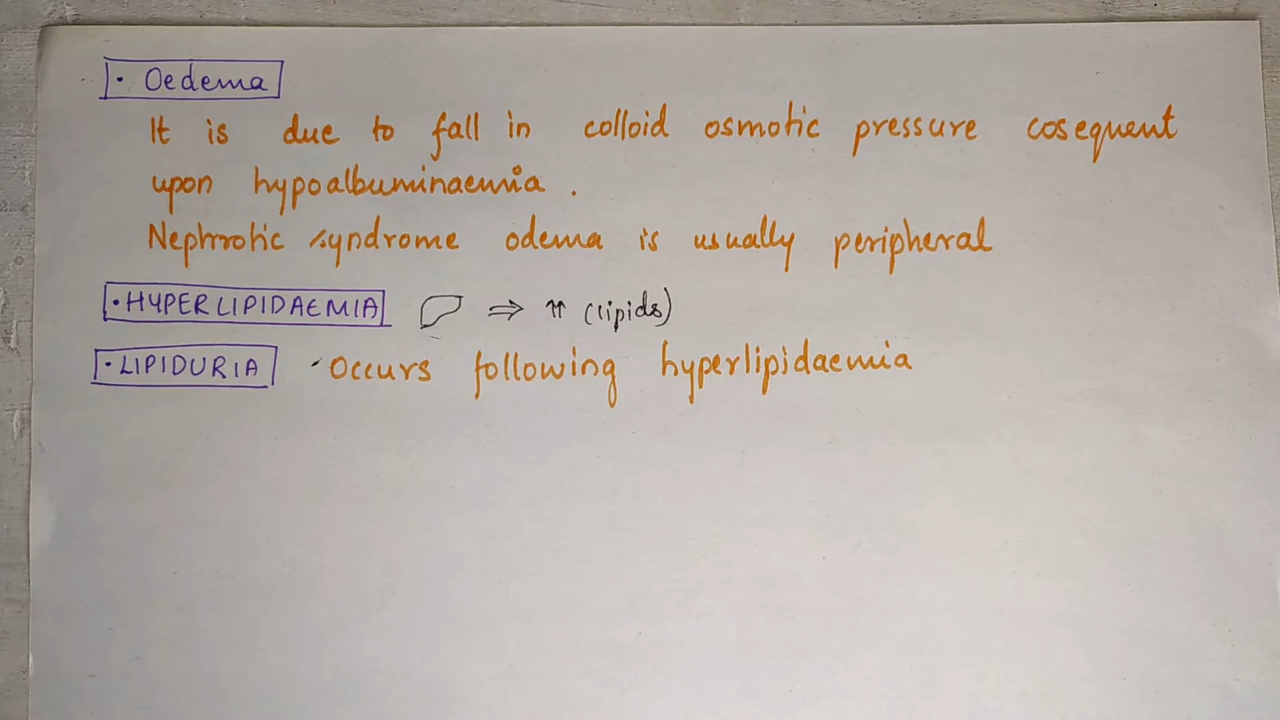 · Oedema
It is due to fall in colloid osmotic pressure cosequent
upon hypoalbuminaemia .
Nephrotic syndrome odema is usually peripheral
· HYPERLIPIDAEMIA ⇒ ⇈ (lipids)
· LIPIDURIA · Occurs following hyperlipidaemia